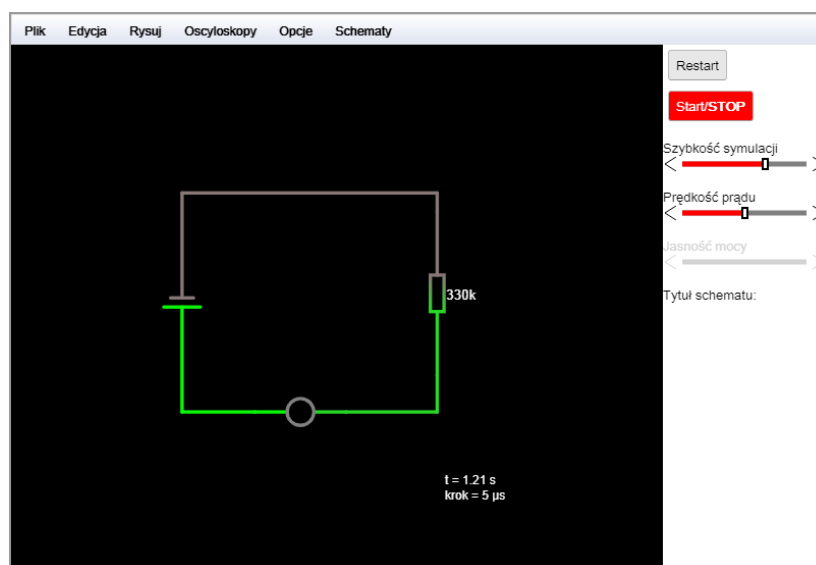 Plik Edycja Rysuj Oscyloskopy Opcje Schematy
Restart
Start/STOP
Szybkość symulacji
Prędkość prądu
Jasność mocy
Tytuł schematu:
330k
t = 1.21 s
krok = 5 µs